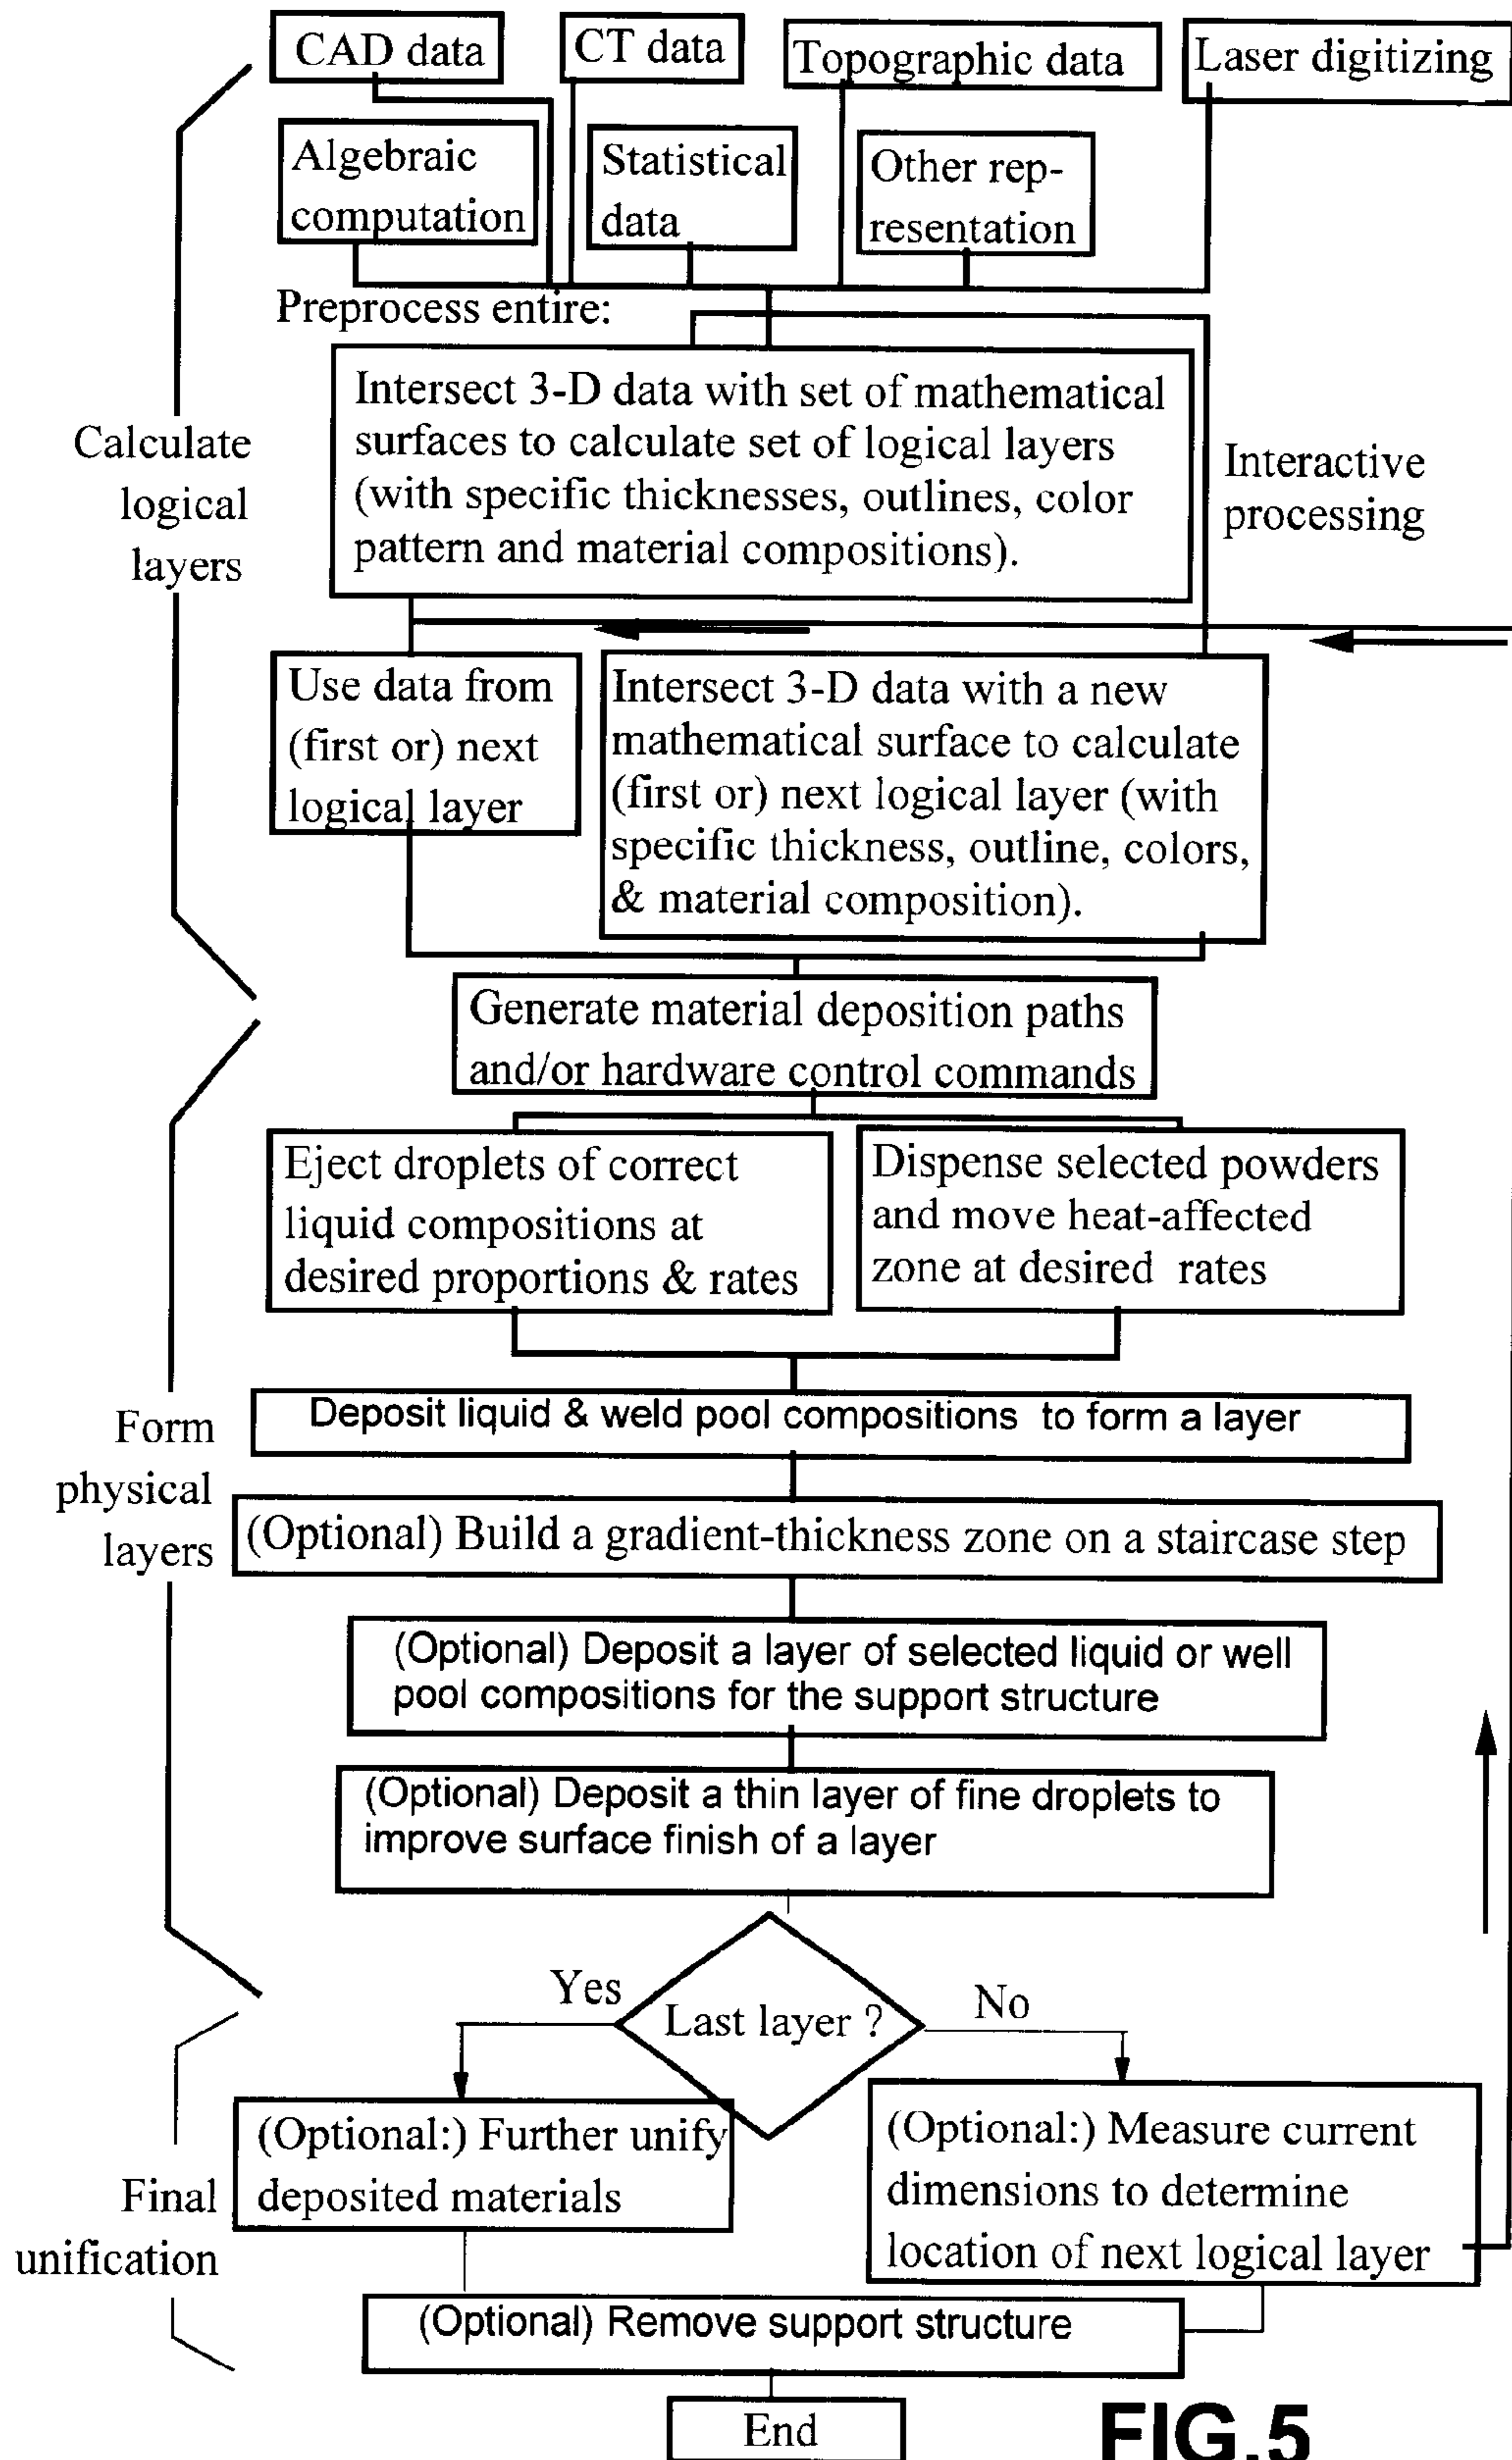 CAD data
CT data
Topographic data
Laser digitizing
Algebraic
computation
Statistical
data
Other rep-
resentation
Preprocess entire:
Intersect 3-D data with set of mathematical
surfaces to calculate set of logical layers
(with specific thicknesses, outlines, color
pattern and material compositions).
Calculate
logical
layers
Interactive
processing
Use data from
(first or) next
logical layer
Intersect 3-D data with a new
mathematical surface to calculate
(first or) next logical layer (with
specific thickness, outline, colors,
& material composition).
Generate material deposition paths
and/or hardware control commands
Eject droplets of correct
liquid compositions at
desired proportions & rates
Dispense selected powders
and move heat-affected
zone at desired rates
Form
physical
layers
Deposit liquid & weld pool compositions to form a layer
(Optional) Build a gradient-thickness zone on a staircase step
(Optional) Deposit a layer of selected liquid or well
pool compositions for the support structure
(Optional) Deposit a thin layer of fine droplets to
improve surface finish of a layer
Yes
Last layer ?
No
(Optional:) Further unify
deposited materials
(Optional:) Measure current
dimensions to determine
location of next logical layer
Final
unification
(Optional) Remove support structure
End
FIG.5